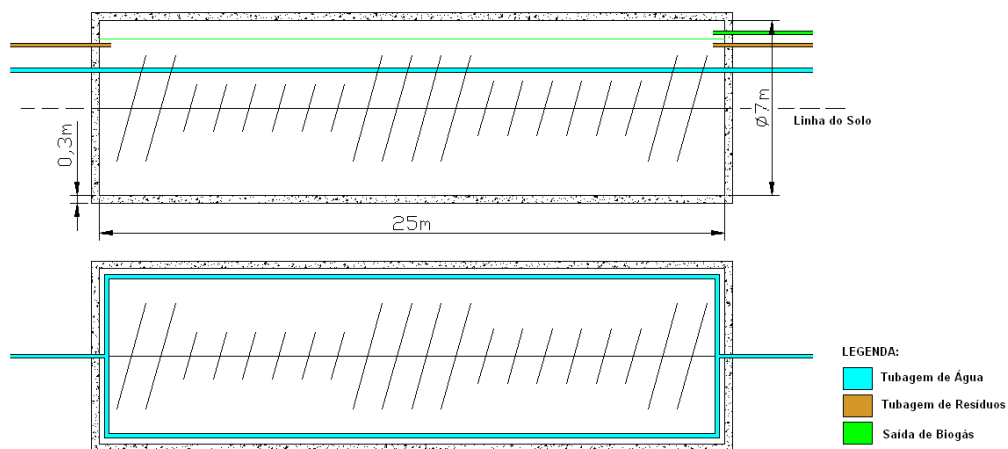 Ø7m
Linha do Solo
0,3m
25m
LEGENDA:
Tubagem de Água
Tubagem de Resíduos
Saída de Biogás